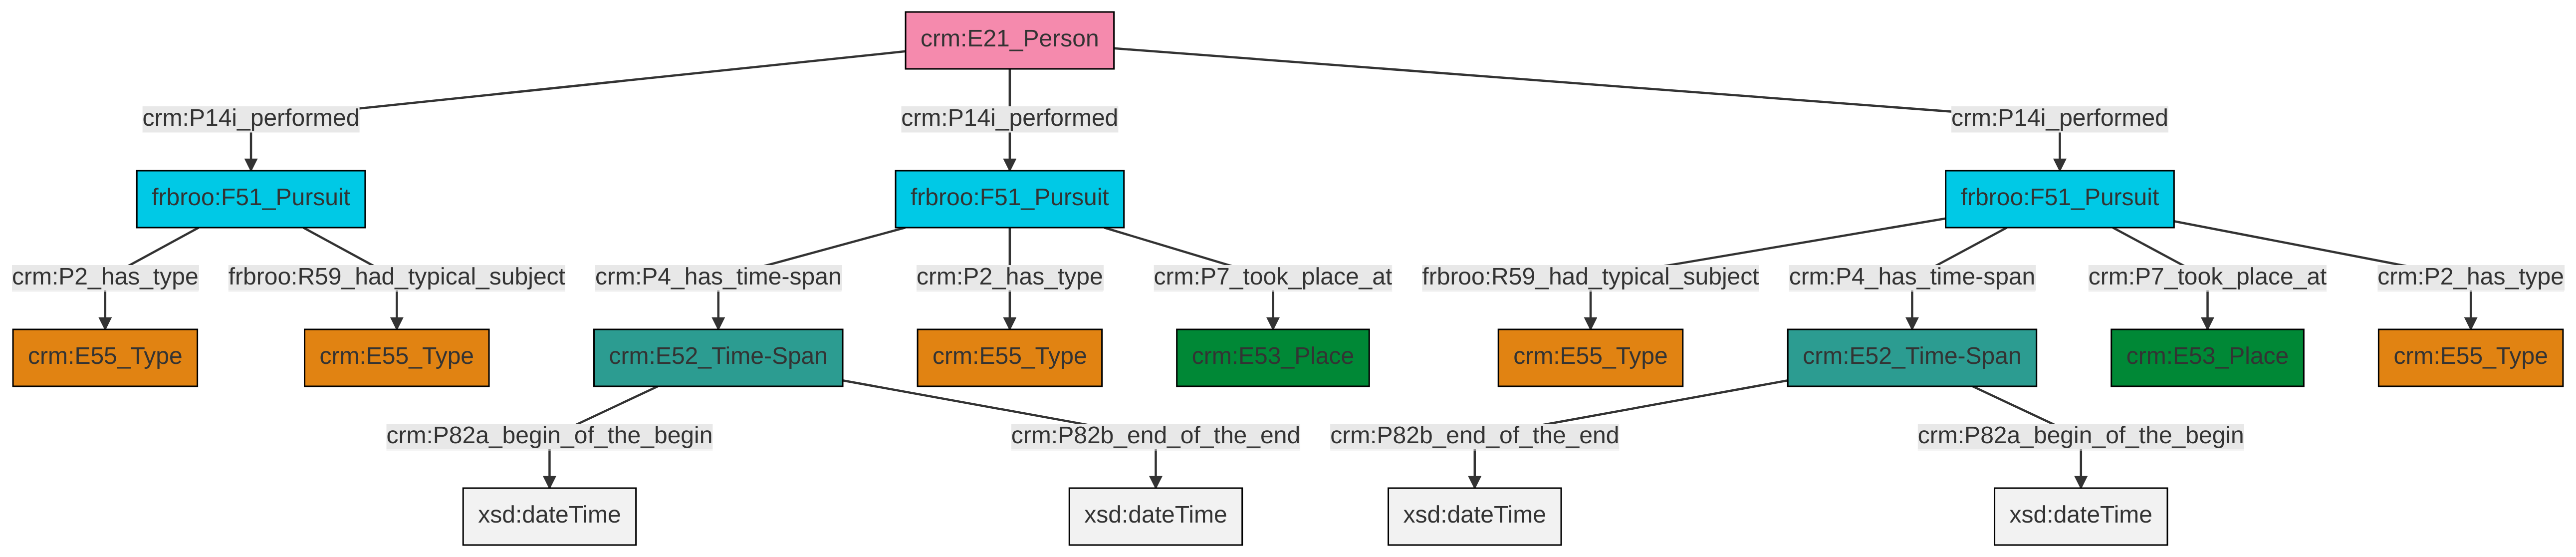 crm:E21_Person
crm:P14i_performed
crm:P14i_performed
crm:P14i_performed
frbroo:F51_Pursuit
frbroo:F51_Pursuit
frbroo:F51_Pursuit
crm:P2_has_type
frbroo:R59_had_typical_subject
crm:P4_has_time-span
crm:P2_has_type
crm:P7_took_place_at
frbroo:R59_had_typical_subject
crm:P4_has_time-span
crm:P7_took_place_at
crm:P2_has_type
crm:E55_Type
crm:E55_Type
crm:E52_Time-Span
crm:E55_Type
crm:E53_Place
crm:E55_Type
crm:E52_Time-Span
crm:E53_Place
crm:E55_Type
crm:P82a_begin_of_the_begin
crm:P82b_end_of_the_end
crm:P82b_end_of_the_end
crm:P82a_begin_of_the_begin
xsd:dateTime
xsd:dateTime
xsd:dateTime
xsd:dateTime